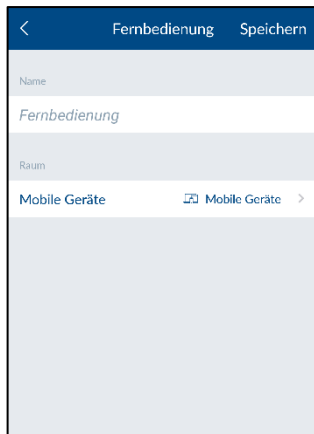 Fernbedienung Speichern
Name
Fernbedienung
Raum
Mobile Geräte Mobile Geräte